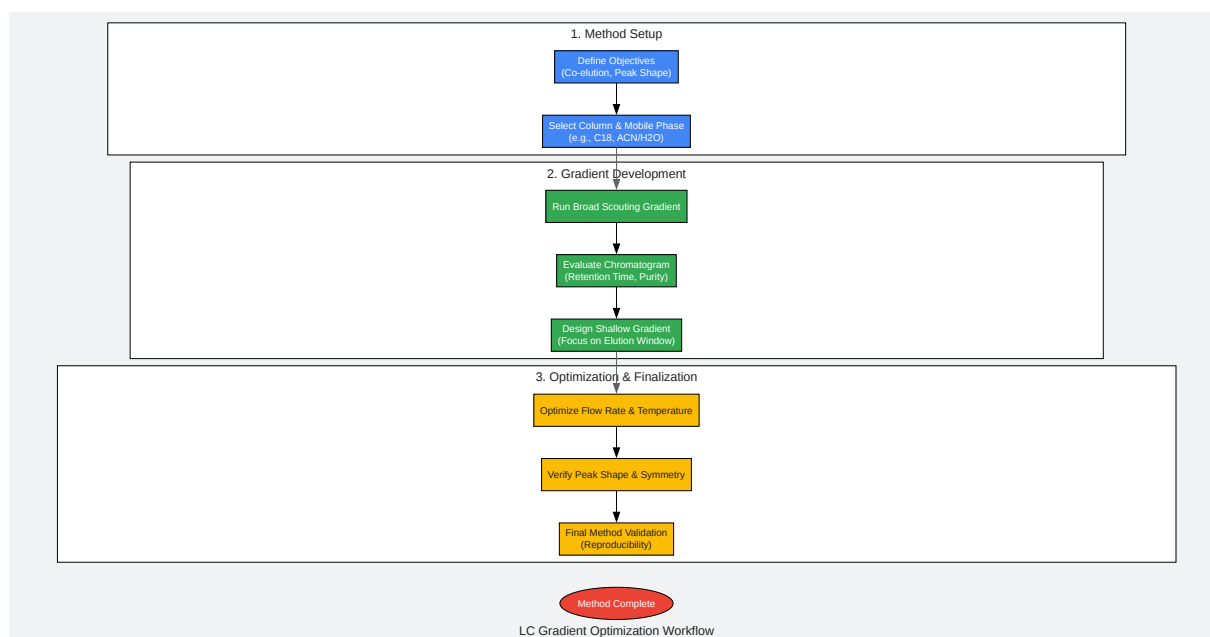 1. Method Setup
Define Objectives
(Co-elution, Peak Shape)
Select Column & Mobile Phase
(e.g., C18, ACN/H2O)
2. Gradient Development
Run Broad Scouting Gradient
Evaluate Chromatogram
(Retention Time, Purity)
Design Shallow Gradient
(Focus on Elution Window)
3. Optimization & Finalization
Optimize Flow Rate & Temperature
Verify Peak Shape & Symmetry
Final Method Validation
(Reproducibility)
Method Complete
LC Gradient Optimization Workflow